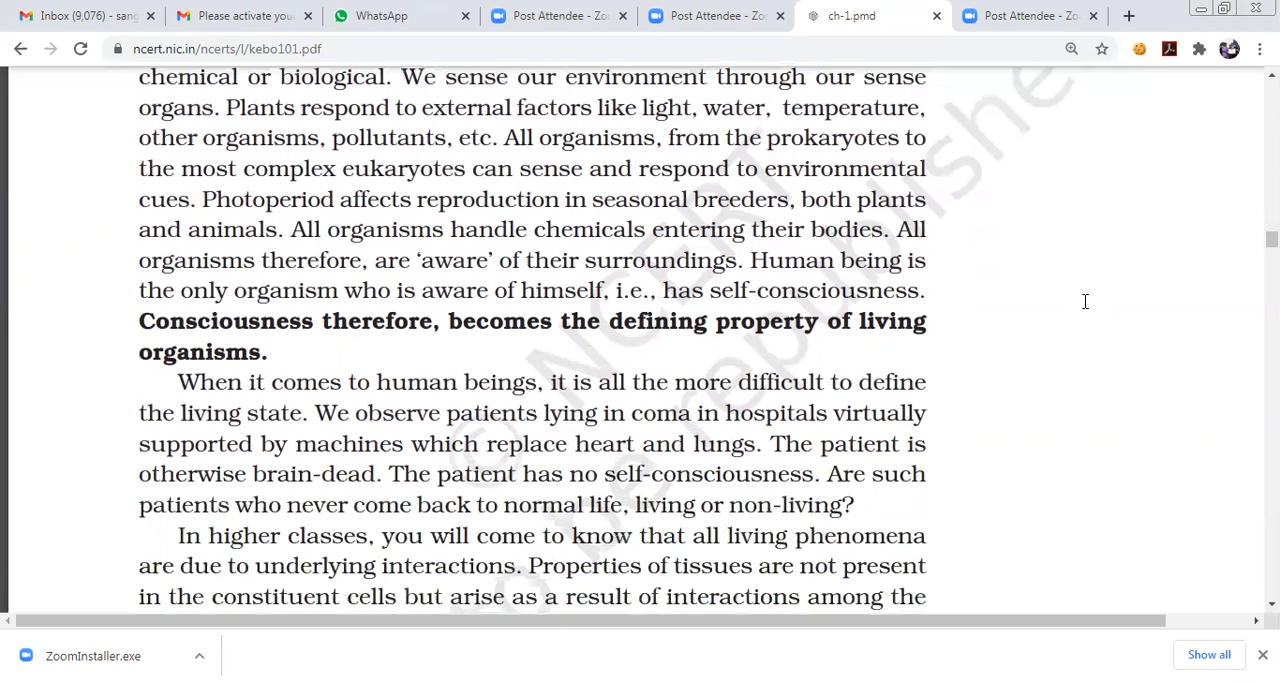 Inbox (9,076) - sang
Please activate you
WhatsApp
Post Attendee - Zo
Post Attendee - Zo
ch-1.pmd
Post Attendee - Zo
ncert.nic.in/ncerts/l/kebo101.pdf
chemical or biological. We sense our environment through our sense
organs. Plants respond to external factors like light, water, temperature,
other organisms, pollutants, etc. All organisms, from the prokaryotes to
the most complex eukaryotes can sense and respond to environmental
cues. Photoperiod affects reproduction in seasonal breeders, both plants
and animals. All organisms handle chemicals entering their bodies. All
organisms therefore, are ‘aware’ of their surroundings. Human being is
the only organism who is aware of himself, i.e., has self-consciousness.
Consciousness therefore, becomes the defining property of living
organisms.
When it comes to human beings, it is all the more difficult to define
the living state. We observe patients lying in coma in hospitals virtually
supported by machines which replace heart and lungs. The patient is
otherwise brain-dead. The patient has no self-consciousness. Are such
patients who never come back to normal life, living or non-living?
In higher classes, you will come to know that all living phenomena
are due to underlying interactions. Properties of tissues are not present
in the constituent cells but arise as a result of interactions among the
© NCERT
to be republished
ZoomInstaller.exe
Show all